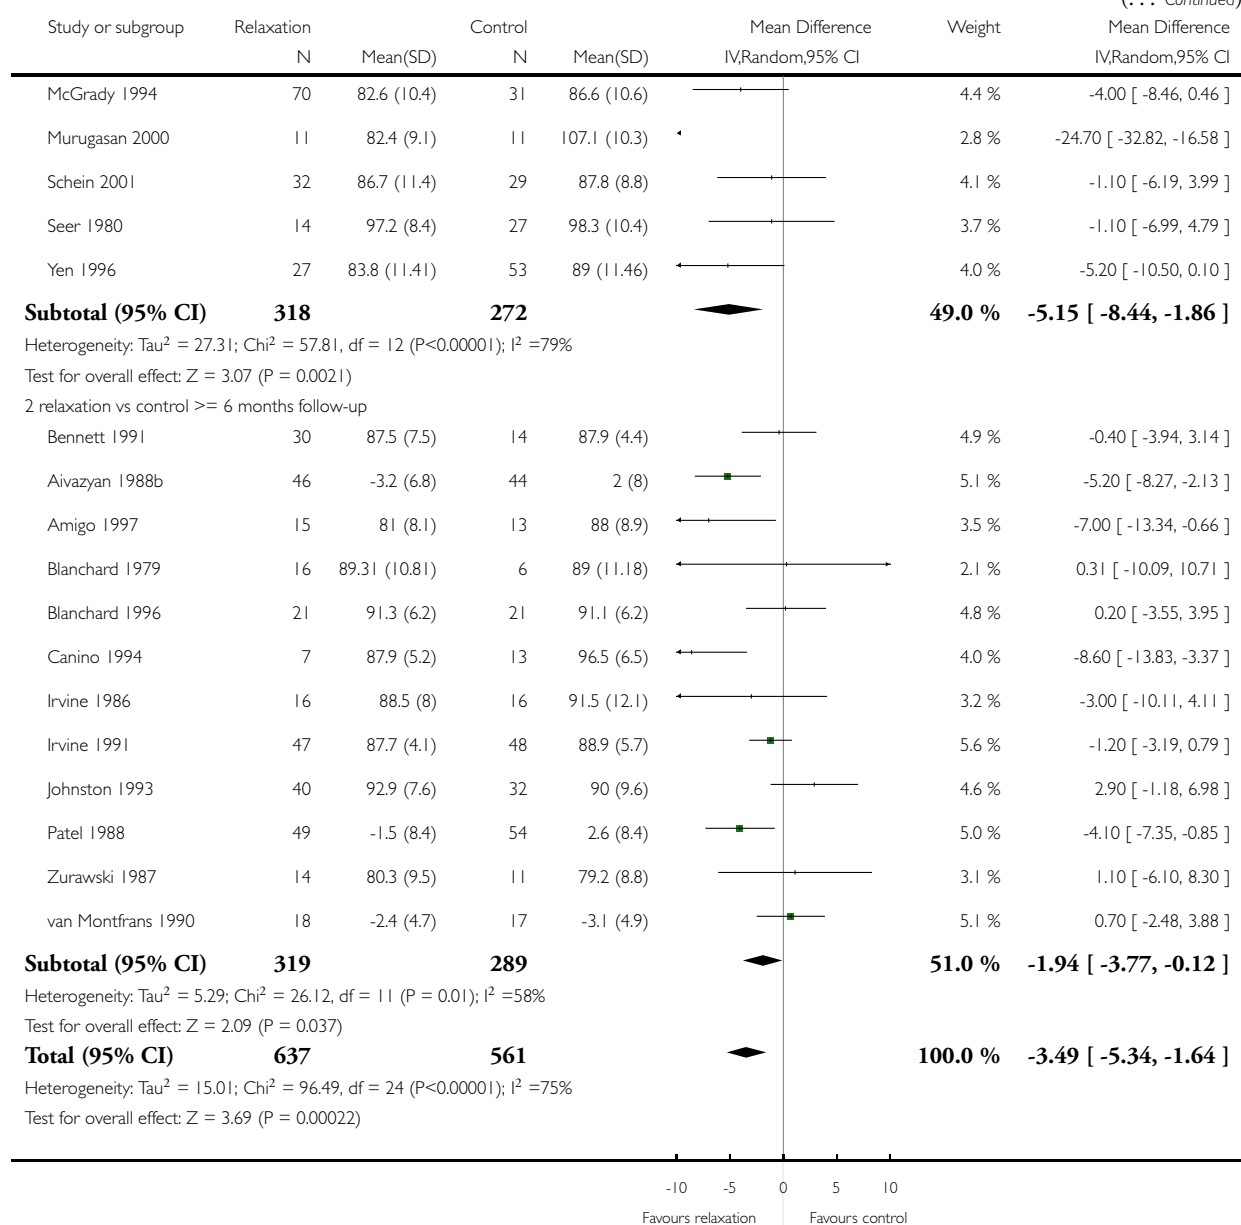 (... Continued)
Study or subgroup Relaxation Control Mean Difference Weight Mean Difference
N Mean(SD) N Mean(SD) IV,Random,95% CI IV,Random,95% CI
McGrady 1994 70 82.6 (10.4) 31 86.6 (10.6) 4.4 % -4.00 [ -8.46, 0.46 ]
Murugasan 2000 11 82.4 (9.1) 11 107.1 (10.3) 2.8 % -24.70 [ -32.82, -16.58 ]
Schein 2001 32 86.7 (11.4) 29 87.8 (8.8) 4.1 % -1.10 [ -6.19, 3.99 ]
Seer 1980 14 97.2 (8.4) 27 98.3 (10.4) 3.7 % -1.10 [ -6.99, 4.79 ]
Yen 1996 27 83.8 (11.41) 53 89 (11.46) 4.0 % -5.20 [ -10.50, 0.10 ]
Subtotal (95% CI) 318 272 49.0 % -5.15 [ -8.44, -1.86 ]
Heterogeneity: Tau² = 27.31; Chi² = 57.81, df = 12 (P<0.00001); I² =79%
Test for overall effect: Z = 3.07 (P = 0.0021)
2 relaxation vs control >= 6 months follow-up
Bennett 1991 30 87.5 (7.5) 14 87.9 (4.4) 4.9 % -0.40 [ -3.94, 3.14 ]
Aivazyan 1988b 46 -3.2 (6.8) 44 2 (8) 5.1 % -5.20 [ -8.27, -2.13 ]
Amigo 1997 15 81 (8.1) 13 88 (8.9) 3.5 % -7.00 [ -13.34, -0.66 ]
Blanchard 1979 16 89.31 (10.81) 6 89 (11.18) 2.1 % 0.31 [ -10.09, 10.71 ]
Blanchard 1996 21 91.3 (6.2) 21 91.1 (6.2) 4.8 % 0.20 [ -3.55, 3.95 ]
Canino 1994 7 87.9 (5.2) 13 96.5 (6.5) 4.0 % -8.60 [ -13.83, -3.37 ]
Irvine 1986 16 88.5 (8) 16 91.5 (12.1) 3.2 % -3.00 [ -10.11, 4.11 ]
Irvine 1991 47 87.7 (4.1) 48 88.9 (5.7) 5.6 % -1.20 [ -3.19, 0.79 ]
Johnston 1993 40 92.9 (7.6) 32 90 (9.6) 4.6 % 2.90 [ -1.18, 6.98 ]
Patel 1988 49 -1.5 (8.4) 54 2.6 (8.4) 5.0 % -4.10 [ -7.35, -0.85 ]
Zurawski 1987 14 80.3 (9.5) 11 79.2 (8.8) 3.1 % 1.10 [ -6.10, 8.30 ]
van Montfrans 1990 18 -2.4 (4.7) 17 -3.1 (4.9) 5.1 % 0.70 [ -2.48, 3.88 ]
Subtotal (95% CI) 319 289 51.0 % -1.94 [ -3.77, -0.12 ]
Heterogeneity: Tau² = 5.29; Chi² = 26.12, df = 11 (P = 0.01); I² =58%
Test for overall effect: Z = 2.09 (P = 0.037)
Total (95% CI) 637 561 100.0 % -3.49 [ -5.34, -1.64 ]
Heterogeneity: Tau² = 15.01; Chi² = 96.49, df = 24 (P<0.00001); I² =75%
Test for overall effect: Z = 3.69 (P = 0.00022)
-10 -5 0 5 10
Favours relaxation Favours control